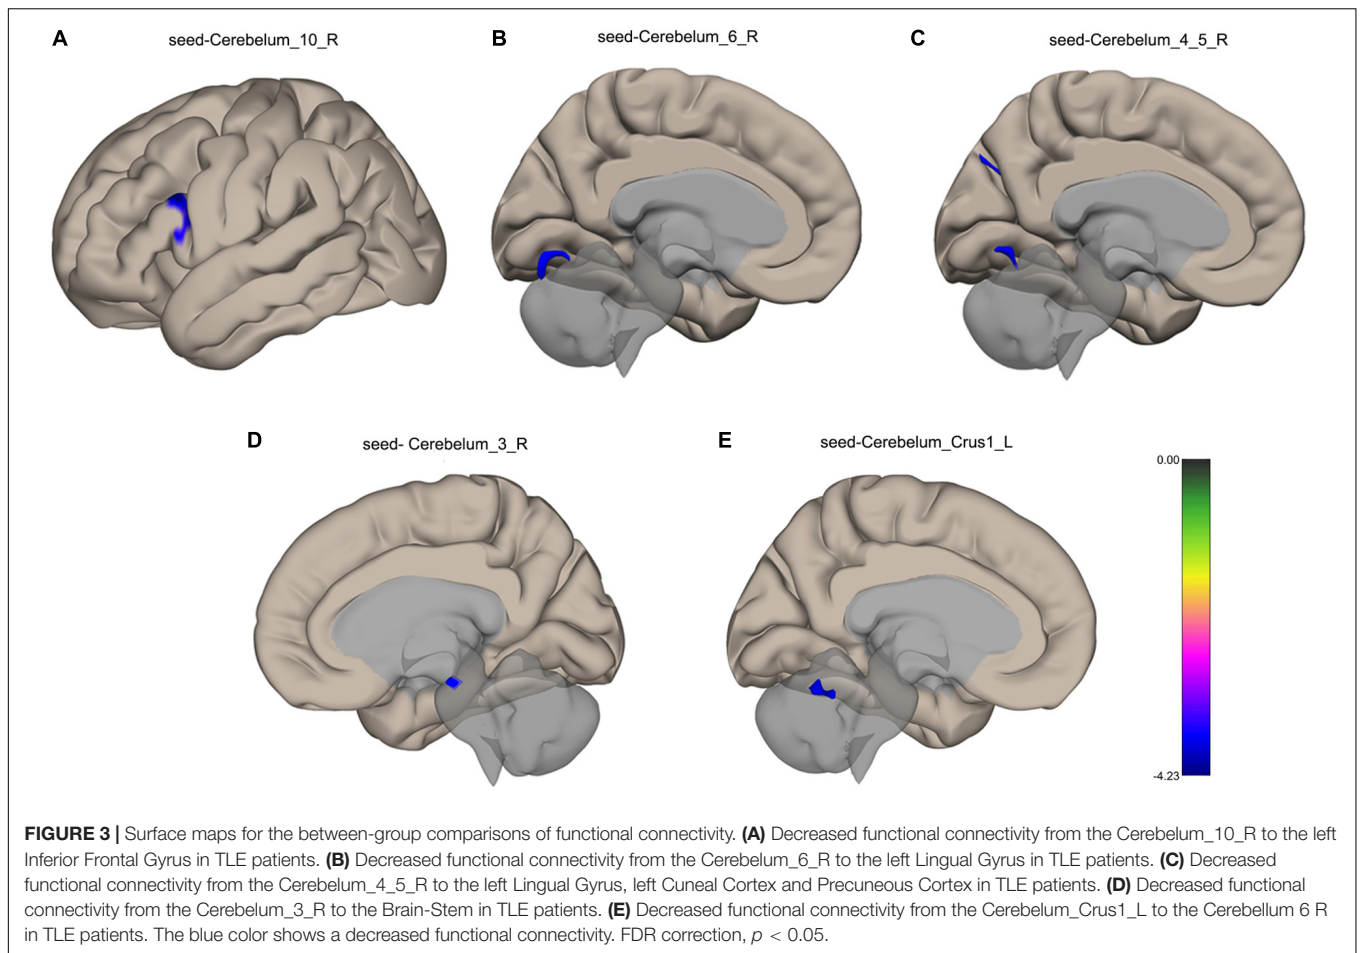 A
seed-Cerebelum_10_R
B
seed-Cerebelum_6_R
C
seed-Cerebelum_4_5_R
D
seed- Cerebelum_3_R
E
seed-Cerebelum_Crus1_L
0.00
-4.23
FIGURE 3 | Surface maps for the between-group comparisons of functional connectivity. (A) Decreased functional connectivity from the Cerebelum_10_R to the left
Inferior Frontal Gyrus in TLE patients. (B) Decreased functional connectivity from the Cerebelum_6_R to the left Lingual Gyrus in TLE patients. (C) Decreased
functional connectivity from the Cerebelum_4_5_R to the left Lingual Gyrus, left Cuneal Cortex and Precuneous Cortex in TLE patients. (D) Decreased functional
connectivity from the Cerebelum_3_R to the Brain-Stem in TLE patients. (E) Decreased functional connectivity from the Cerebelum_Crus1_L to the Cerebellum 6 R
in TLE patients. The blue color shows a decreased functional connectivity. FDR correction, p < 0.05.